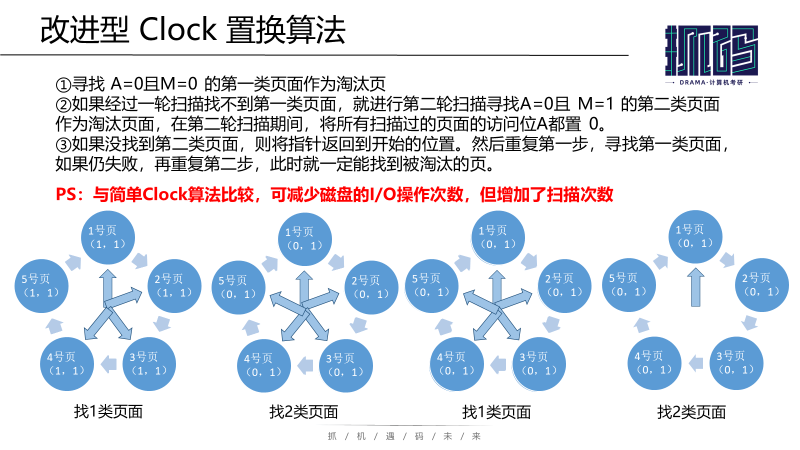 改进型 Clock 置换算法
抓码
DRAMA·计算机考研
①寻找 A=0且M=0 的第一类页面作为淘汰页
②如果经过一轮扫描找不到第一类页面，就进行第二轮扫描寻找A=0且 M=1 的第二类页面
作为淘汰页面，在第二轮扫描期间，将所有扫描过的页面的访问位A都置 0。
③如果没找到第二类页面，则将指针返回到开始的位置。然后重复第一步，寻找第一类页面，
如果仍失败，再重复第二步，此时就一定能找到被淘汰的页。
PS：与简单Clock算法比较，可减少磁盘的I/O操作次数，但增加了扫描次数
1号页
（1，1）
2号页
（1，1）
3号页
（1，1）
4号页
（1，1）
5号页
（1，1）
找1类页面
1号页
（0，1）
2号页
（0，1）
3号页
（0，1）
4号页
（0，1）
5号页
（0，1）
找2类页面
1号页
（0，1）
2号页
（0，1）
3号页
（0，1）
4号页
（0，1）
5号页
（0，1）
找1类页面
1号页
（0，1）
2号页
（0，1）
3号页
（0，1）
4号页
（0，1）
5号页
（0，1）
找2类页面
抓 / 机 / 遇 / 码 / 未 / 来